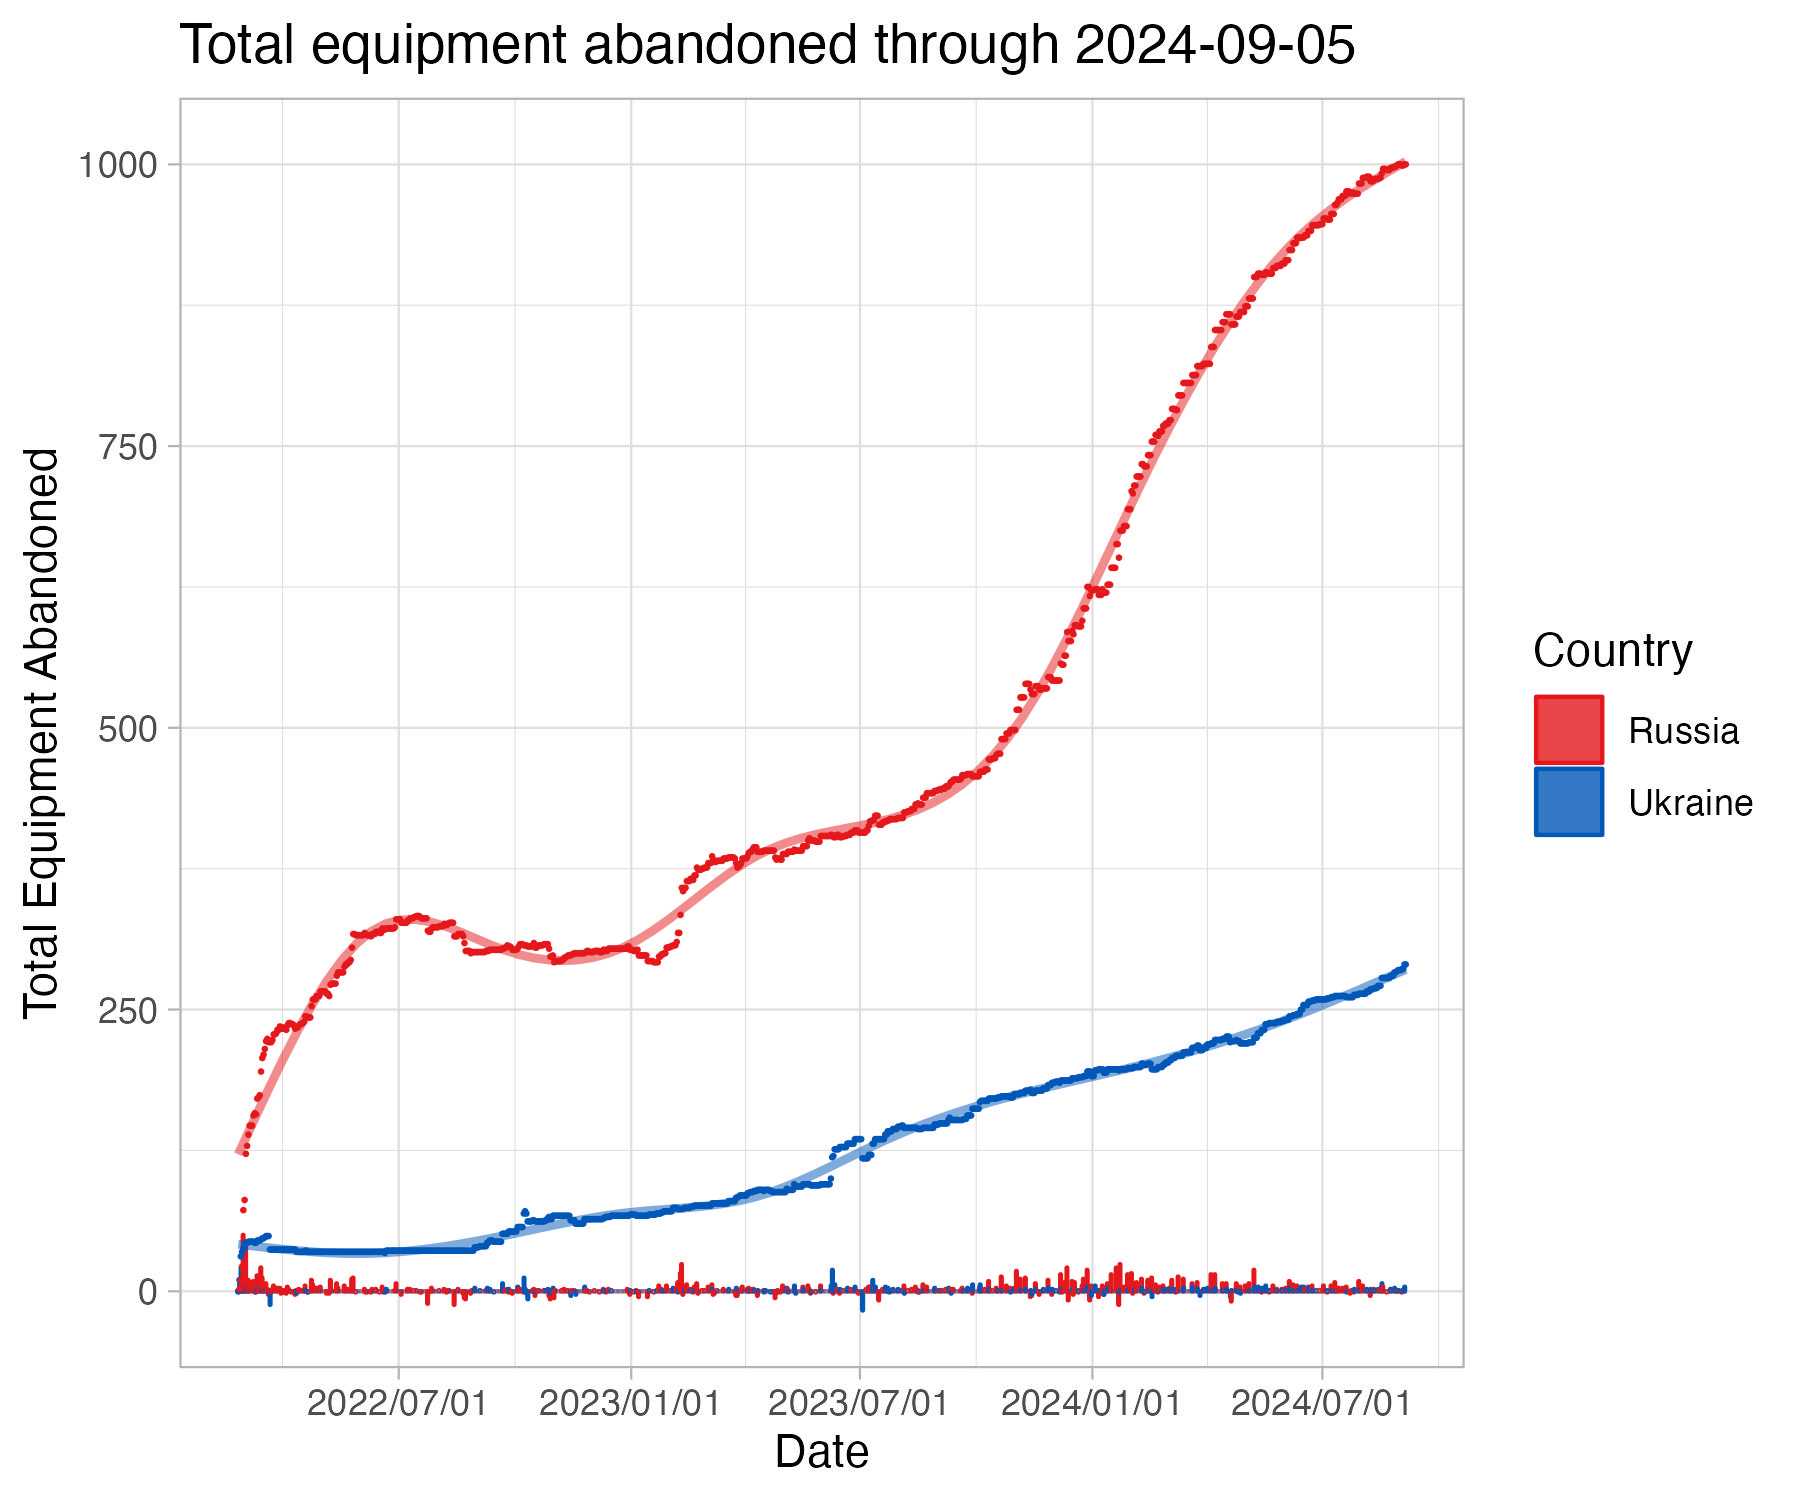 Total equipment abandoned through 2024-09-05
Total Equipment Abandoned
1000
750
500
250
0
2022/07/01
2023/01/01
2023/07/01
2024/01/01
2024/07/01
Date
Country
Russia
Ukraine